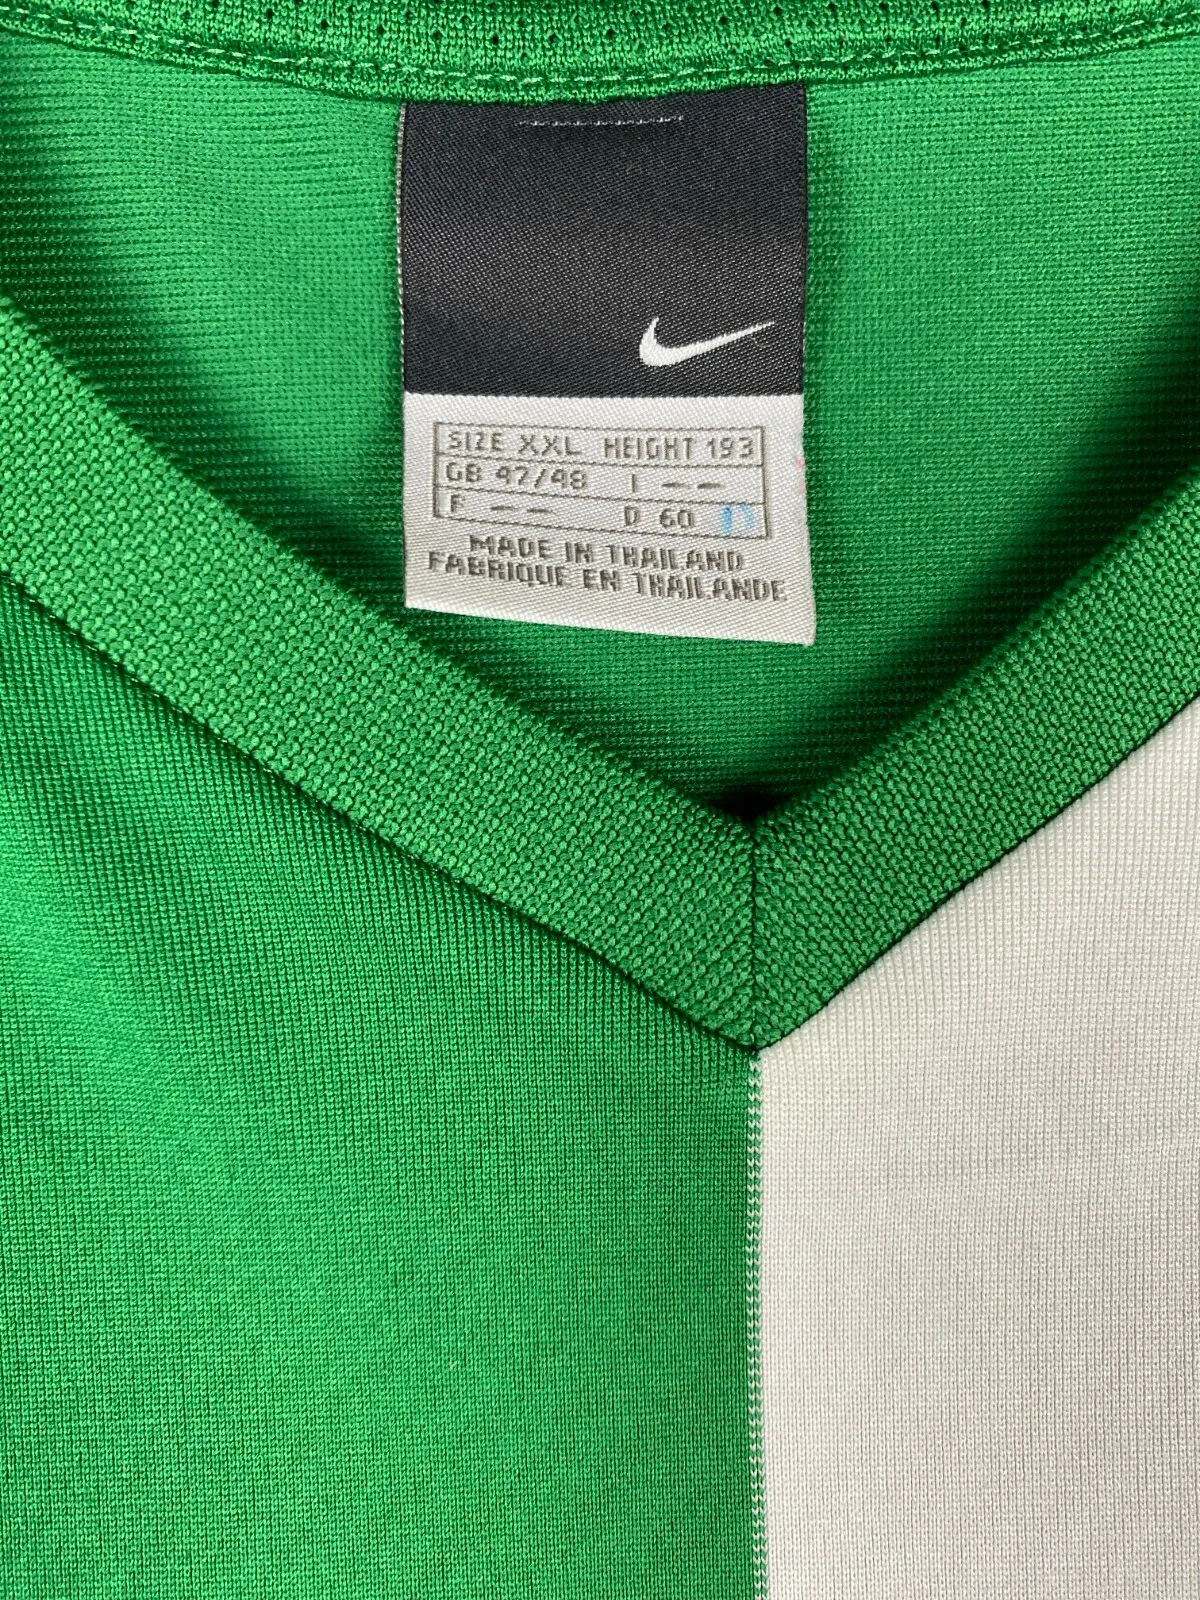 SIZE XXL HEIGHT 193
GB 47/48 I --
F -- D 60
MADE IN THAILAND
FABRIQUE EN THAILANDE